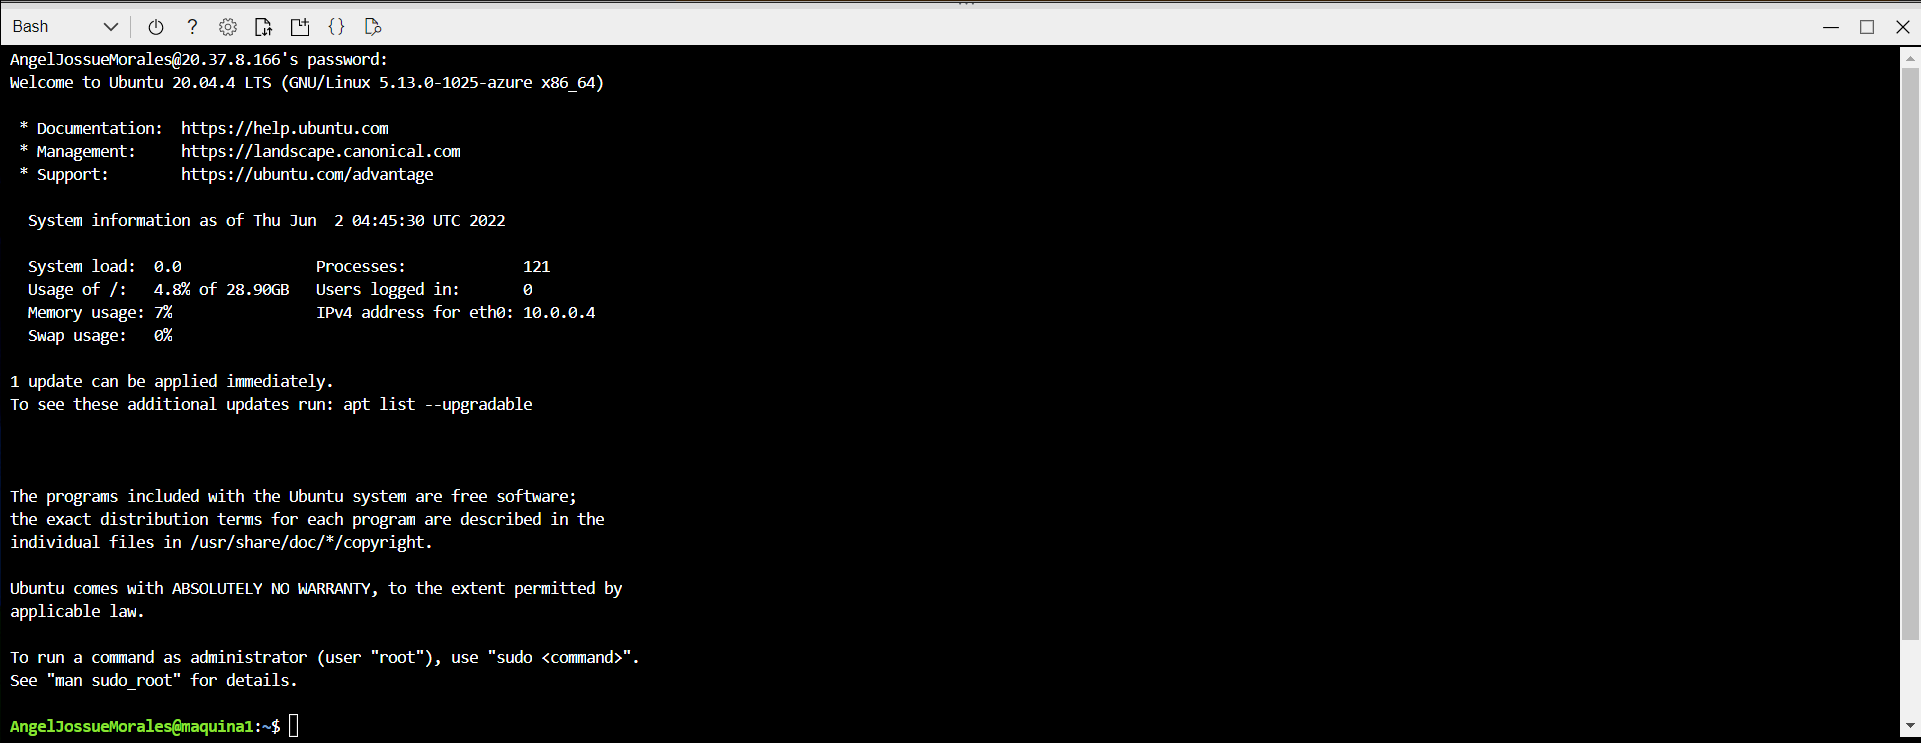 Bash
AngelJossueMorales@20.37.8.166's password:
Welcome to Ubuntu 20.04.4 LTS (GNU/Linux 5.13.0-1025-azure x86_64)
* Documentation:  https://help.ubuntu.com
* Management:     https://landscape.canonical.com
* Support:        https://ubuntu.com/advantage
System information as of Thu Jun  2 04:45:30 UTC 2022
System load:  0.0               Processes:             121
Usage of /:   4.8% of 28.90GB   Users logged in:       0
Memory usage: 7%                IPv4 address for eth0: 10.0.0.4
Swap usage:   0%
1 update can be applied immediately.
To see these additional updates run: apt list --upgradable
The programs included with the Ubuntu system are free software;
the exact distribution terms for each program are described in the
individual files in /usr/share/doc/*/copyright.
Ubuntu comes with ABSOLUTELY NO WARRANTY, to the extent permitted by
applicable law.
To run a command as administrator (user "root"), use "sudo <command>".
See "man sudo_root" for details.
AngelJossueMorales@maquina1:~$